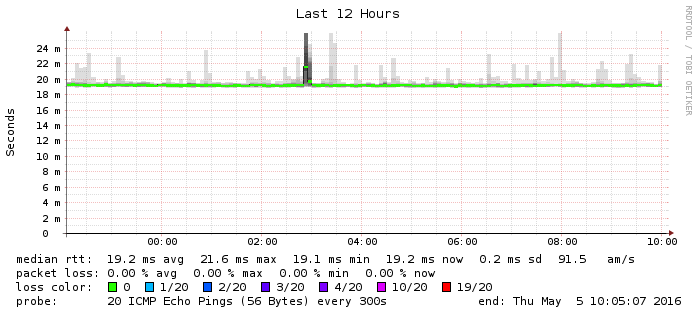 Last 12 Hours
RRDTOOL / TOBI OETIKER
Seconds
24 m
22 m
20 m
18 m
16 m
14 m
12 m
10 m
8 m
6 m
4 m
2 m
0
00:00 02:00 04:00 06:00 08:00 10:00
median rtt: 19.2 ms avg 21.6 ms max 19.1 ms min 19.2 ms now 0.2 ms sd 91.5 am/s
packet loss: 0.00 % avg 0.00 % max 0.00 % min 0.00 % now
loss color: 0 1/20 2/20 3/20 4/20 10/20 19/20
probe: 20 ICMP Echo Pings (56 Bytes) every 300s end: Thu May 5 10:05:07 2016